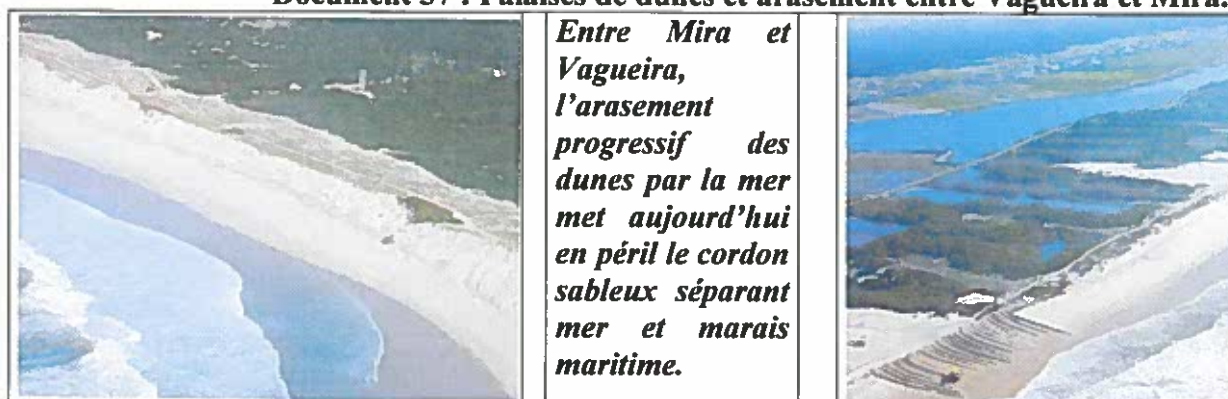 Document 37 : Falaises de dunes et arasement entre Vagueira et Mira.
Entre Mira et
Vagueira,
l'arasement
progressif des
dunes par la mer
met aujourd'hui
en péril le cordon
sableux séparant
mer et marais
maritime.